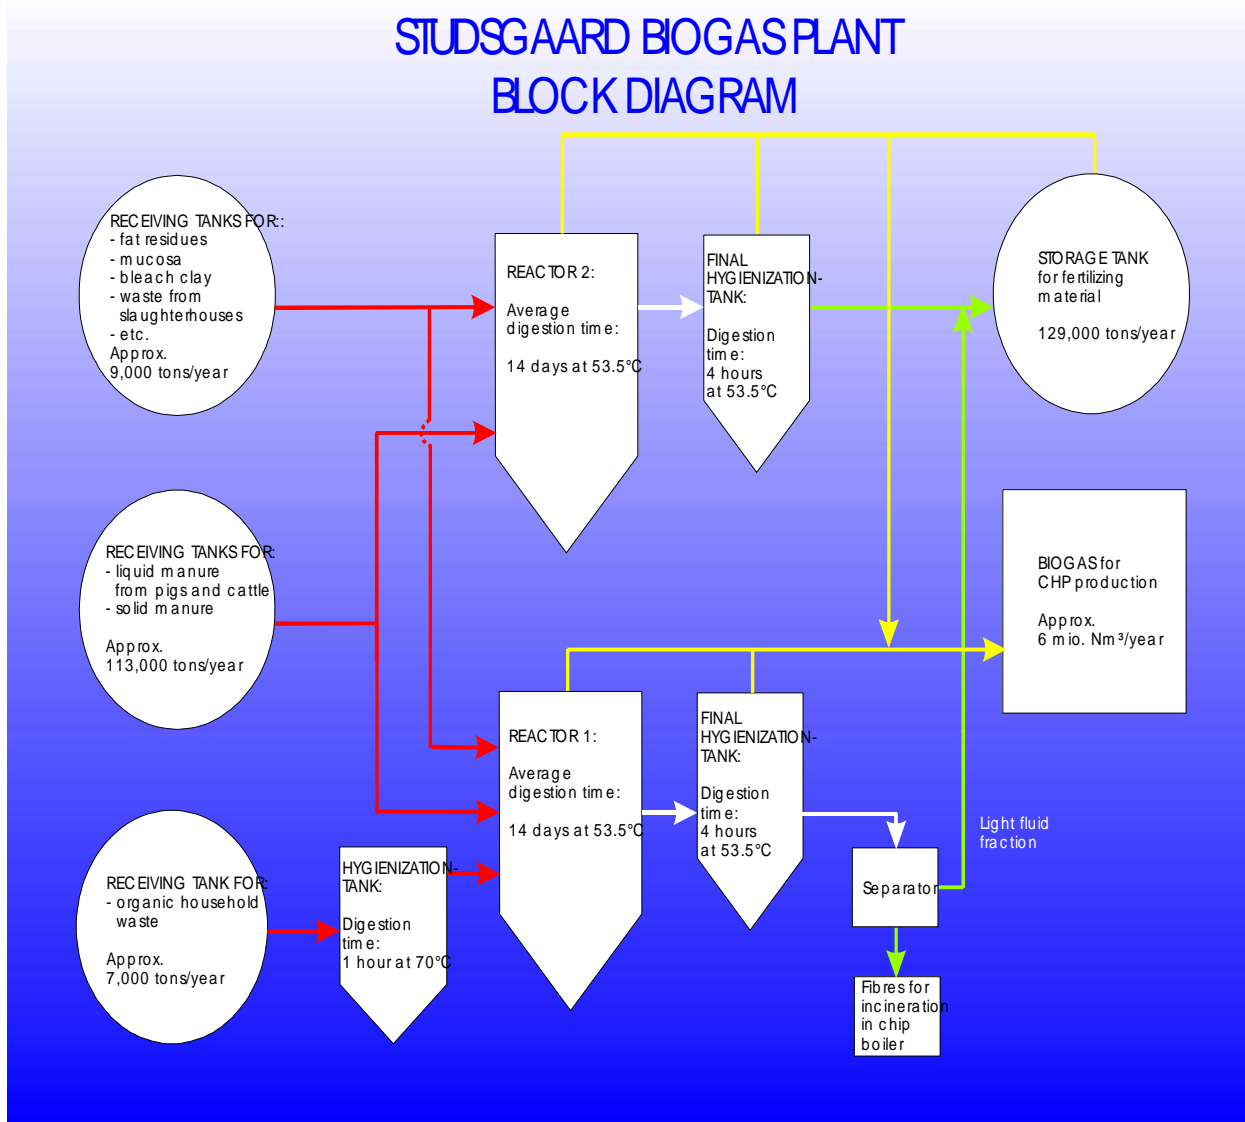 STUDSGAARD BIOGAS PLANT
BLOCK DIAGRAM
RECEIVING TANKS FOR::
- fat residues
- mucosa
- bleach clay
- waste from
slaughterhouses
- etc.
Approx.
9,000 tons/year
REACTOR 2:
Average
digestion time:
14 days at 53.5°C
FINAL
HYGIENIZATION-
TANK:
Digestion
time:
4 hours
at 53.5°C
STORAGE TANK
for fertilizing
material
129,000 tons/year
RECEIVING TANKS FOR:
- liquid manure
from pigs and cattle
- solid manure
Approx.
113,000 tons/year
BIOGAS for
CHP production
Approx.
6 mio. Nm³/year
REACTOR 1:
Average
digestion time:
14 days at 53.5°C
FINAL
HYGIENIZATION-
TANK:
Digestion
time:
4 hours
at 53.5°C
Light fluid
fraction
RECEIVING TANK FOR:
- organic household
waste
Approx.
7,000 tons/year
HYGIENIZATION-
TANK:
Digestion
time:
1 hour at 70°C
Separator
Fibres for
incineration
in chip
boiler